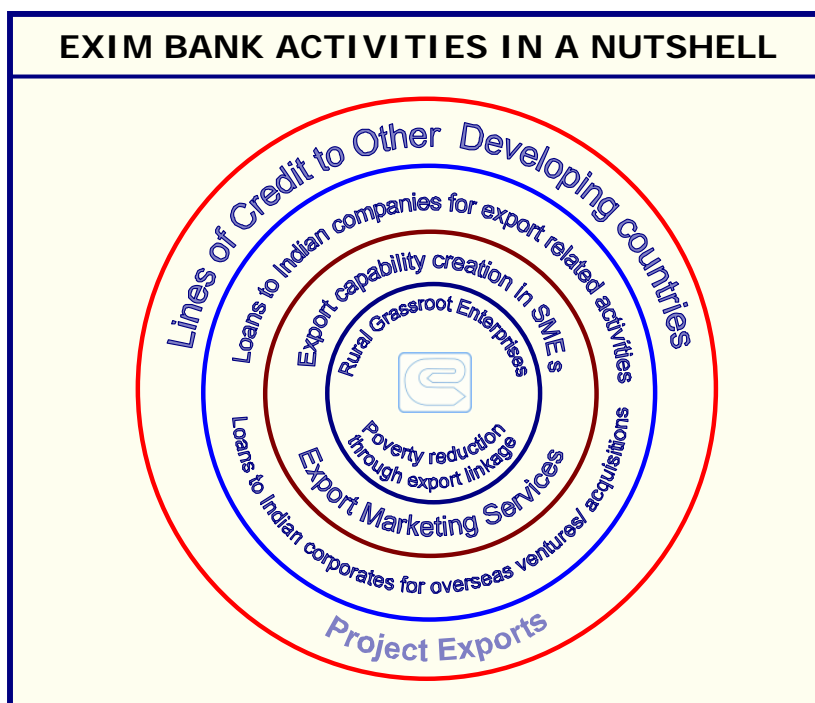 EXIM BANK ACTIVITIES IN A NUTSHELL
Lines of Credit to Other Developing countries
Loans to Indian companies for export related activities
Export capability creation in SME s
Rural Grassroot Enterprises
Poverty reduction
through export linkage
Export Marketing Services
Loans to Indian corporates for overseas ventures/ acquisitions
Project Exports